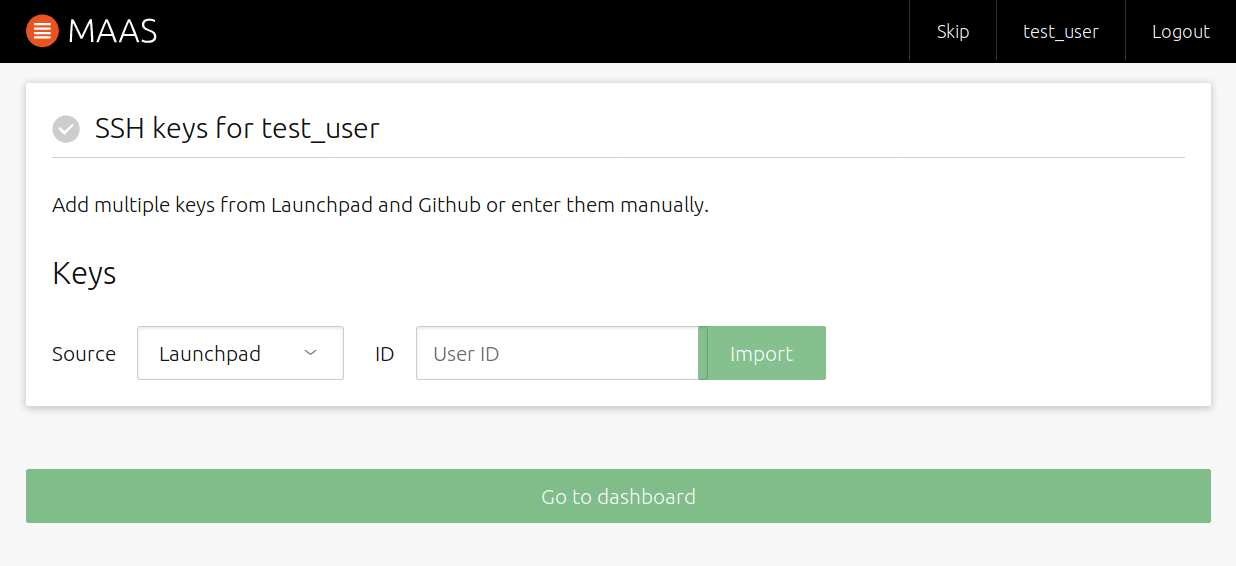 MAAS
Skip
test_user
Logout
SSH keys for test_user
Add multiple keys from Launchpad and Github or enter them manually.
Keys
Source
Launchpad
ID
User ID
Import
Go to dashboard